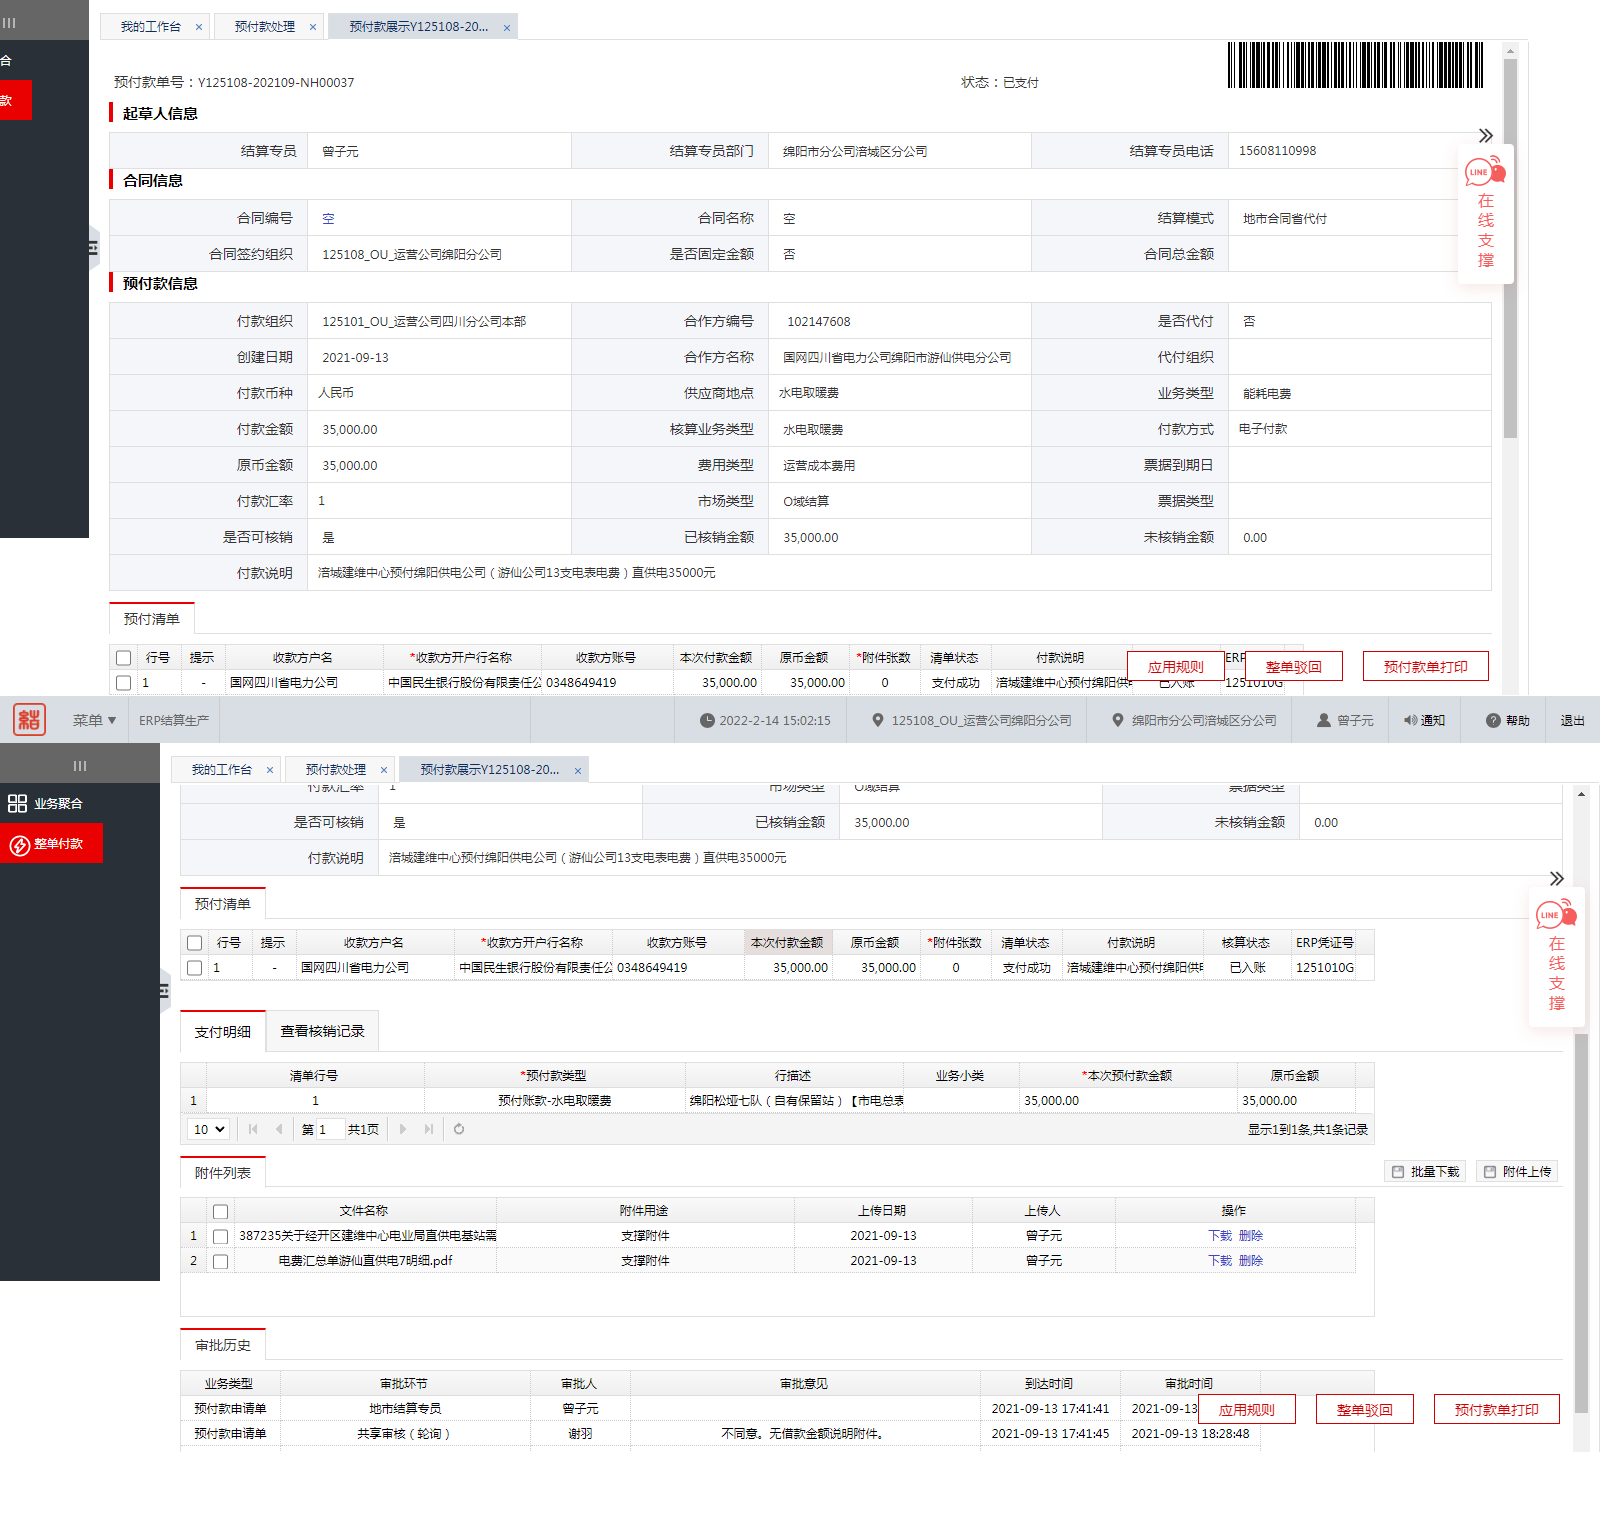 我的工作台 × 预付款处理 × 预付款展示Y125108-20... ×
合
款
预付款单号：Y125108-202109-NH00037 状态：已支付
起草人信息
结算专员 曾子元 结算专员部门 绵阳市分公司涪城区分公司 结算专员电话 15608110998
合同信息
合同编号 空 合同名称 空 结算模式 地市合同省代付
合同签约组织 125108_OU_运营公司绵阳分公司 是否固定金额 否 合同总金额
LINE
在线支撑
预付款信息
付款组织 125101_OU_运营公司四川分公司本部 合作方编号 102147608 是否代付 否
创建日期 2021-09-13 合作方名称 国网四川省电力公司绵阳市游仙供电分公司 代付组织
付款币种 人民币 供应商地点 水电取暖费 业务类型 能耗电费
付款金额 35,000.00 核算业务类型 水电取暖费 付款方式 电子付款
原币金额 35,000.00 费用类型 运营成本费用 票据到期日
付款汇率 1 市场类型 O域结算 票据类型
是否可核销 是 已核销金额 35,000.00 未核销金额 0.00
付款说明 涪城建维中心预付绵阳供电公司（游仙公司13支电表电费）直供电35000元
预付清单
行号 提示 收款方户名 *收款方开户行名称 收款方账号 本次付款金额 原币金额 *附件张数 清单状态 付款说明 ERP
1 - 国网四川省电力公司 中国民生银行股份有限责任公 0348649419 35,000.00 35,000.00 0 支付成功 涪城建维中心预付绵阳供 已入账 1251010G
应用规则 整单驳回 预付款单打印
菜单 ▼ ERP结算生产 2022-2-14 15:02:15 125108_OU_运营公司绵阳分公司 绵阳市分公司涪城区分公司 曾子元 通知 帮助 退出
我的工作台 × 预付款处理 × 预付款展示Y125108-20... ×
业务聚合
整单付款
付款汇率 1 市场类型 O域结算 票据类型
是否可核销 是 已核销金额 35,000.00 未核销金额 0.00
付款说明 涪城建维中心预付绵阳供电公司（游仙公司13支电表电费）直供电35000元
LINE
在线支撑
预付清单
行号 提示 收款方户名 *收款方开户行名称 收款方账号 本次付款金额 原币金额 *附件张数 清单状态 付款说明 核算状态 ERP凭证号
1 - 国网四川省电力公司 中国民生银行股份有限责任公 0348649419 35,000.00 35,000.00 0 支付成功 涪城建维中心预付绵阳供 已入账 1251010G
支付明细 查看核销记录
清单行号 *预付款类型 行描述 业务小类 *本次预付款金额 原币金额
1 1 预付账款-水电取暖费 绵阳松垭七队（自有保留站）【市电总表 35,000.00 35,000.00
10 第 1 共1页 显示1到1条,共1条记录
附件列表 批量下载 附件上传
文件名称 附件用途 上传日期 上传人 操作
1 387235关于经开区建维中心电业局直供电基站需 支撑附件 2021-09-13 曾子元 下载 删除
2 电费汇总单游仙直供电7明细.pdf 支撑附件 2021-09-13 曾子元 下载 删除
审批历史
业务类型 审批环节 审批人 审批意见 到达时间 审批时间
预付款申请单 地市结算专员 曾子元 2021-09-13 17:41:41 2021-09-13
应用规则 整单驳回 预付款单打印
预付款申请单 共享审核（轮询） 谢羽 不同意。无借款金额说明附件。 2021-09-13 17:41:45 2021-09-13 18:28:48